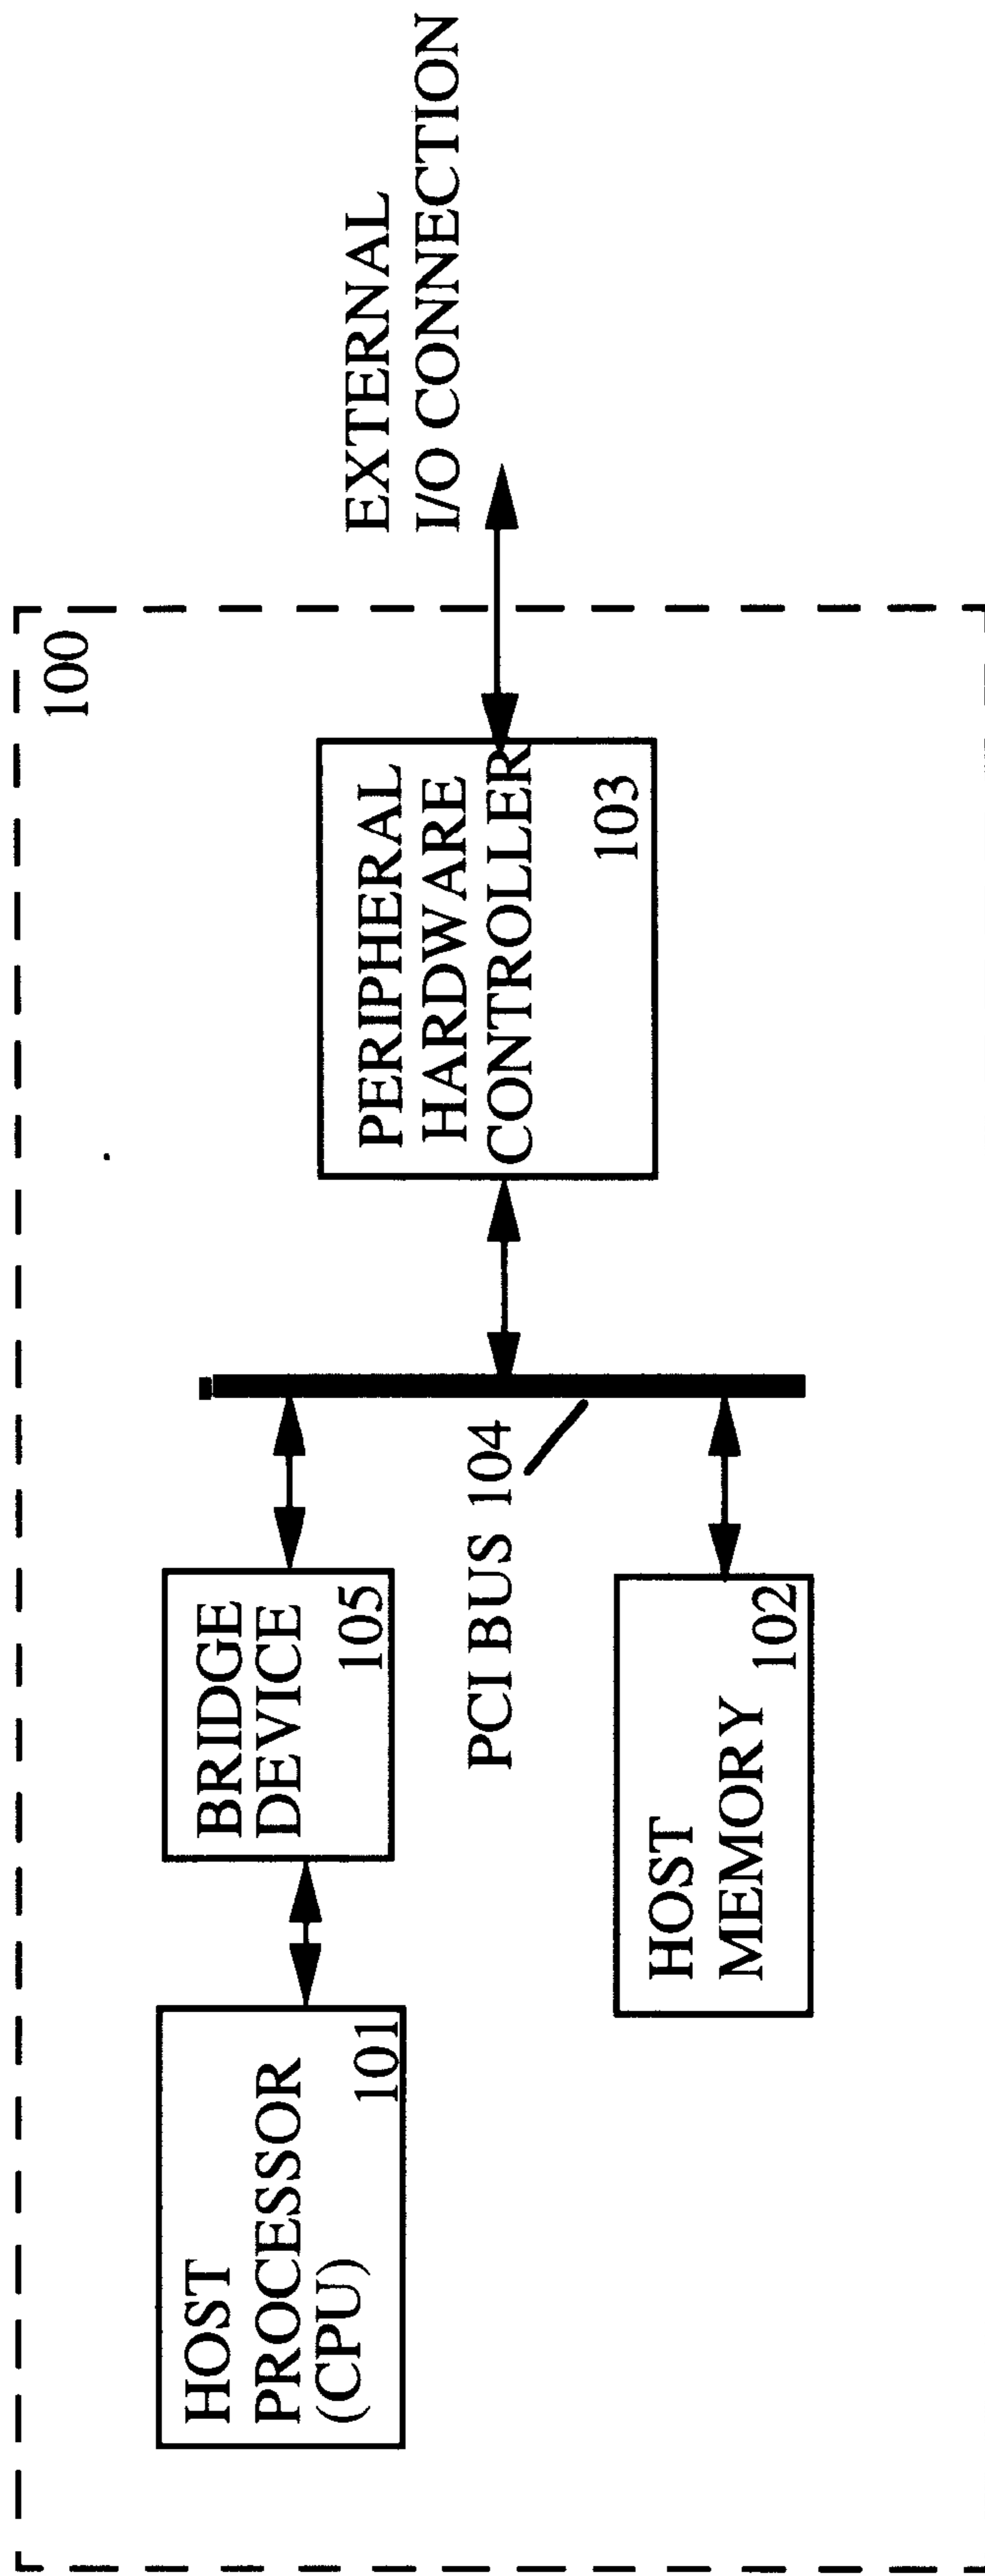 100
HOST
PROCESSOR
(CPU)
101
BRIDGE
DEVICE
105
PCI BUS 104
HOST
MEMORY
102
PERIPHERAL
HARDWARE
CONTROLLER
103
EXTERNAL
I/O CONNECTION